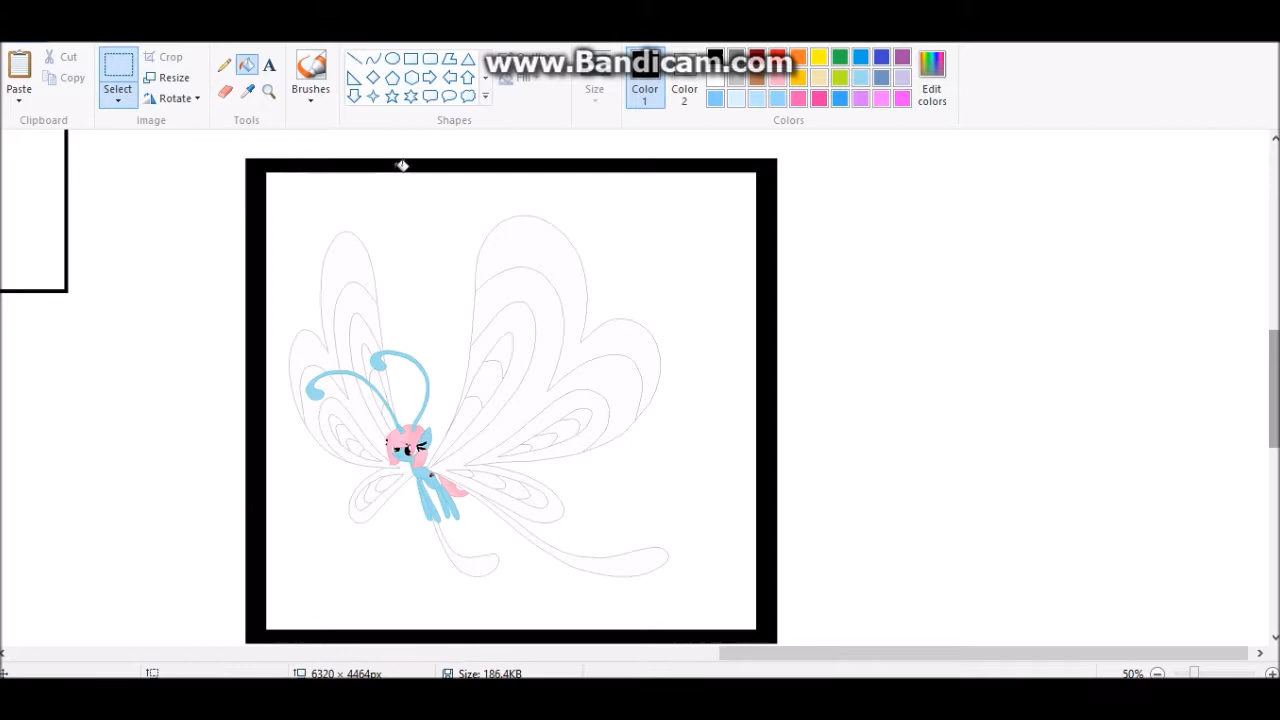 www.Bandicam.com
Cut
Copy
Paste
Clipboard
Select
Crop
Resize
Rotate
Image
A
Tools
Brushes
Shapes
Size
Color 1
Color 2
Edit colors
Colors
6320 × 4464px
Size: 186.4KB
50%